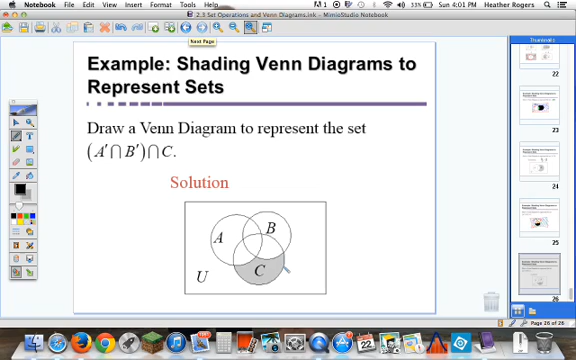 Notebook File Edit View Insert Format Tools Help
33% Sun 4:01 PM Heather Rogers
2.3 Set Operations and Venn Diagrams.ink - MimioStudio Notebook
Next Page
Thumbnails
Example: Shading Venn Diagrams to
Represent Sets
Draw a Venn Diagram to represent the set
(A′⋂ B′)⋂ C.
Solution
A
B
C
U
22
23
24
25
26
Page 26 of 26
22